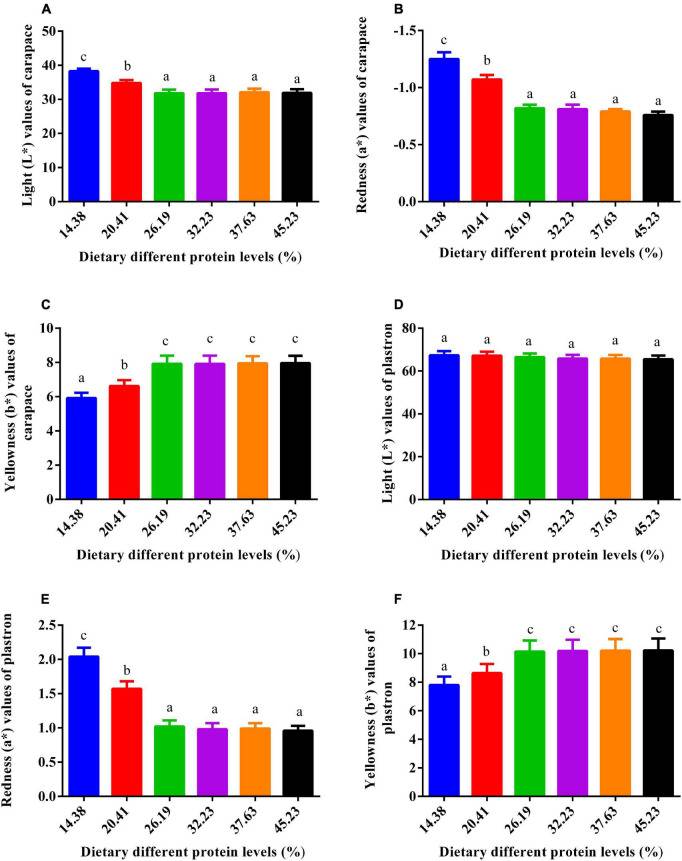 A
Light (L*) values of carapace
50
40
30
20
10
0
c
b
a
a
a
a
14.38
20.41
26.19
32.23
37.63
45.23
Dietary different protein levels (%)
B
Redness (a*) values of carapace
-1.5
-1.0
-0.5
0.0
c
b
a
a
a
a
14.38
20.41
26.19
32.23
37.63
45.23
Dietary different protein levels (%)
C
Yellowness (b*) values of
carapace
10
8
6
4
2
0
a
b
c
c
c
c
14.38
20.41
26.19
32.23
37.63
45.23
Dietary different protein levels (%)
D
Light (L*) values of plastron
80
60
40
20
0
a
a
a
a
a
a
14.38
20.41
26.19
32.23
37.63
45.23
Dietary different protein levels (%)
E
Redness (a*) values of plastron
2.5
2.0
1.5
1.0
0.5
0.0
c
b
a
a
a
a
14.38
20.41
26.19
32.23
37.63
45.23
Dietary different protein levels (%)
F
Yellowness (b*) values of
plastron
12
10
8
6
4
2
0
a
b
c
c
c
c
14.38
20.41
26.19
32.23
37.63
45.23
Dietary different protein levels (%)